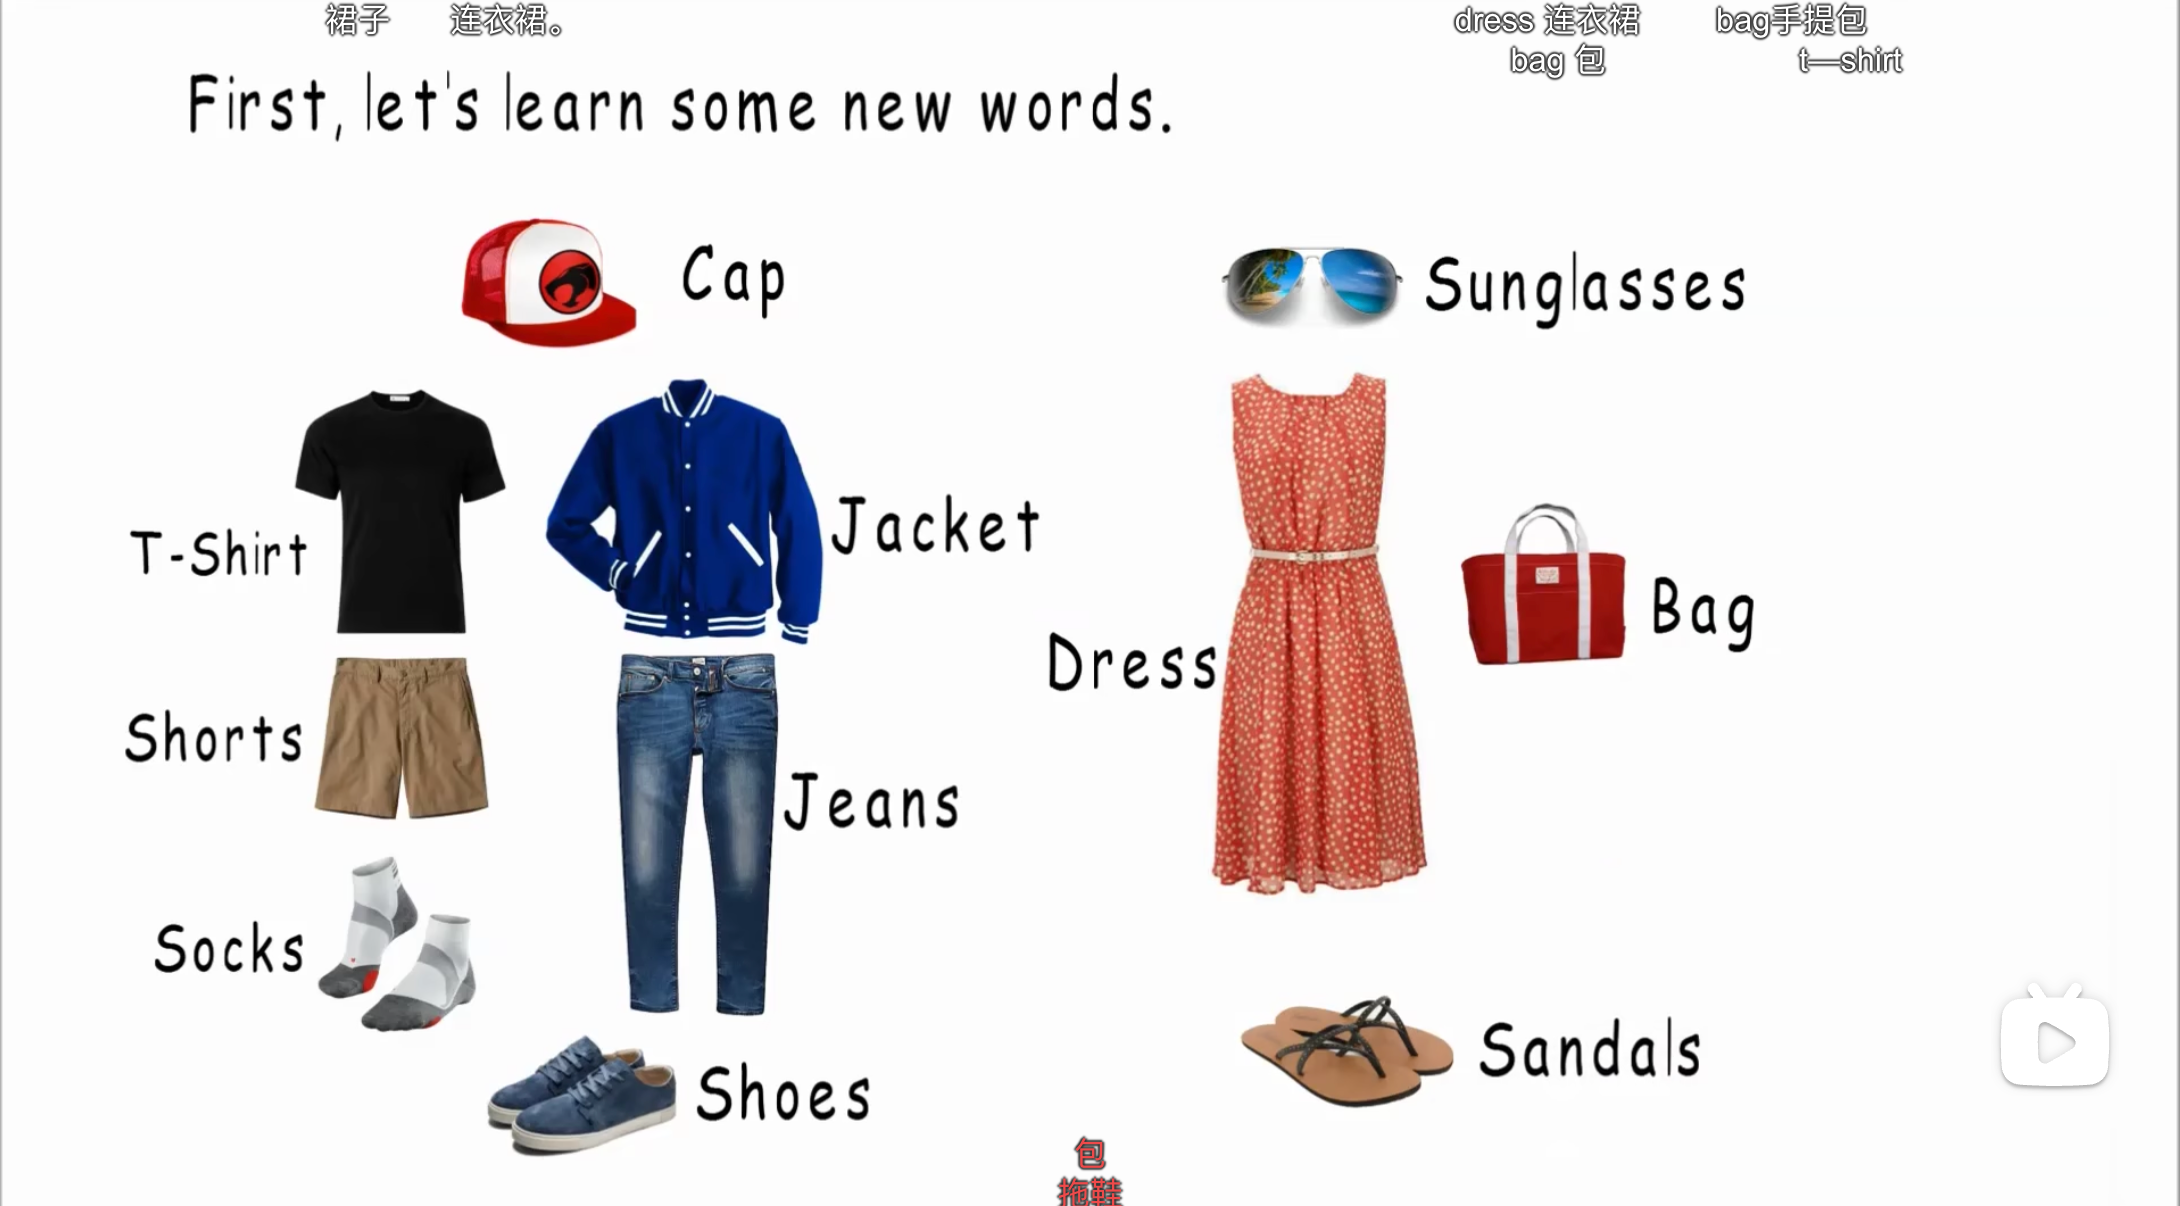 裙子 连衣裙。 dress 连衣裙 bag手提包
bag 包 t—shirt
First, let's learn some new words.
Cap
Sunglasses
T-Shirt
Jacket
Dress
Bag
Shorts
Jeans
Socks
Sandals
Shoes
包
拖鞋